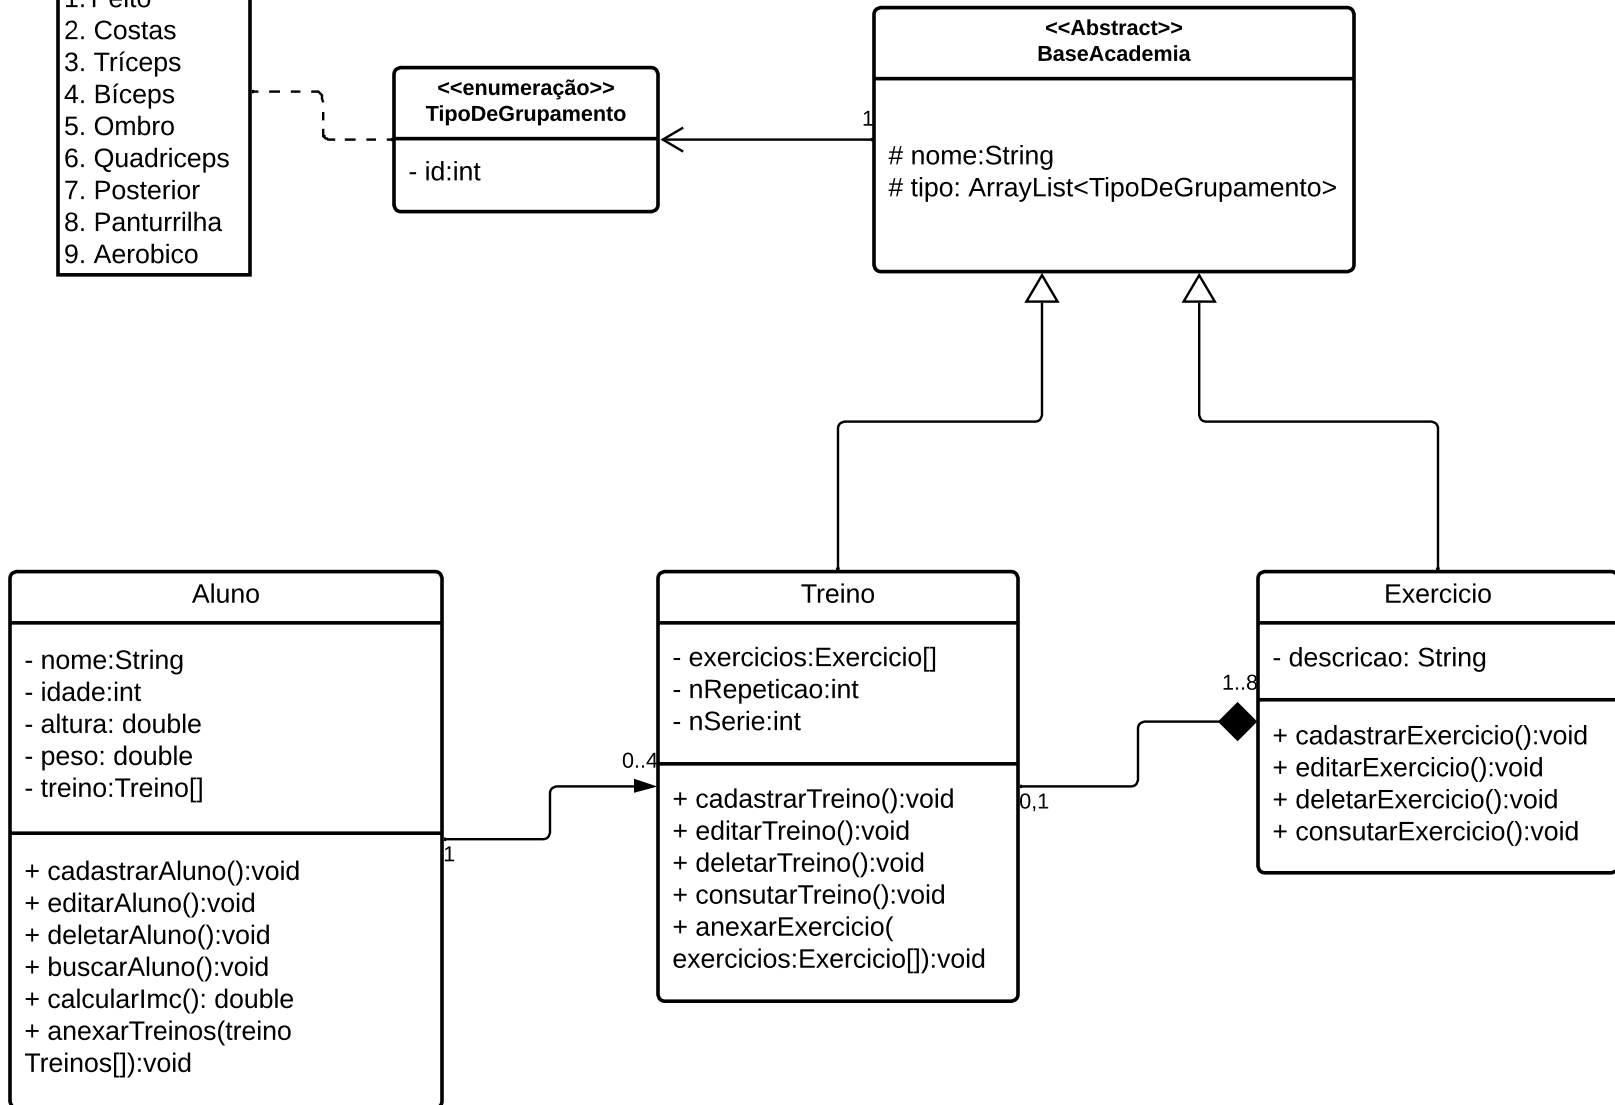 1. Peito
2. Costas
3. Tríceps
4. Bíceps
5. Ombro
6. Quadriceps
7. Posterior
8. Panturrilha
9. Aerobico
<<enumeração>>
TipoDeGrupamento
- id:int
1
<<Abstract>>
BaseAcademia
# nome:String
# tipo: ArrayList<TipoDeGrupamento>
Aluno
- nome:String
- idade:int
- altura: double
- peso: double
- treino:Treino[]
+ cadastrarAluno():void
+ editarAluno():void
+ deletarAluno():void
+ buscarAluno():void
+ calcularImc(): double
+ anexarTreinos(treino
Treinos[]):void
1
0..4
Treino
- exercicios:Exercicio[]
- nRepeticao:int
- nSerie:int
+ cadastrarTreino():void
+ editarTreino():void
+ deletarTreino():void
+ consutarTreino():void
+ anexarExercicio(
exercicios:Exercicio[]):void
0,1
1..8
Exercicio
- descricao: String
+ cadastrarExercicio():void
+ editarExercicio():void
+ deletarExercicio():void
+ consutarExercicio():void